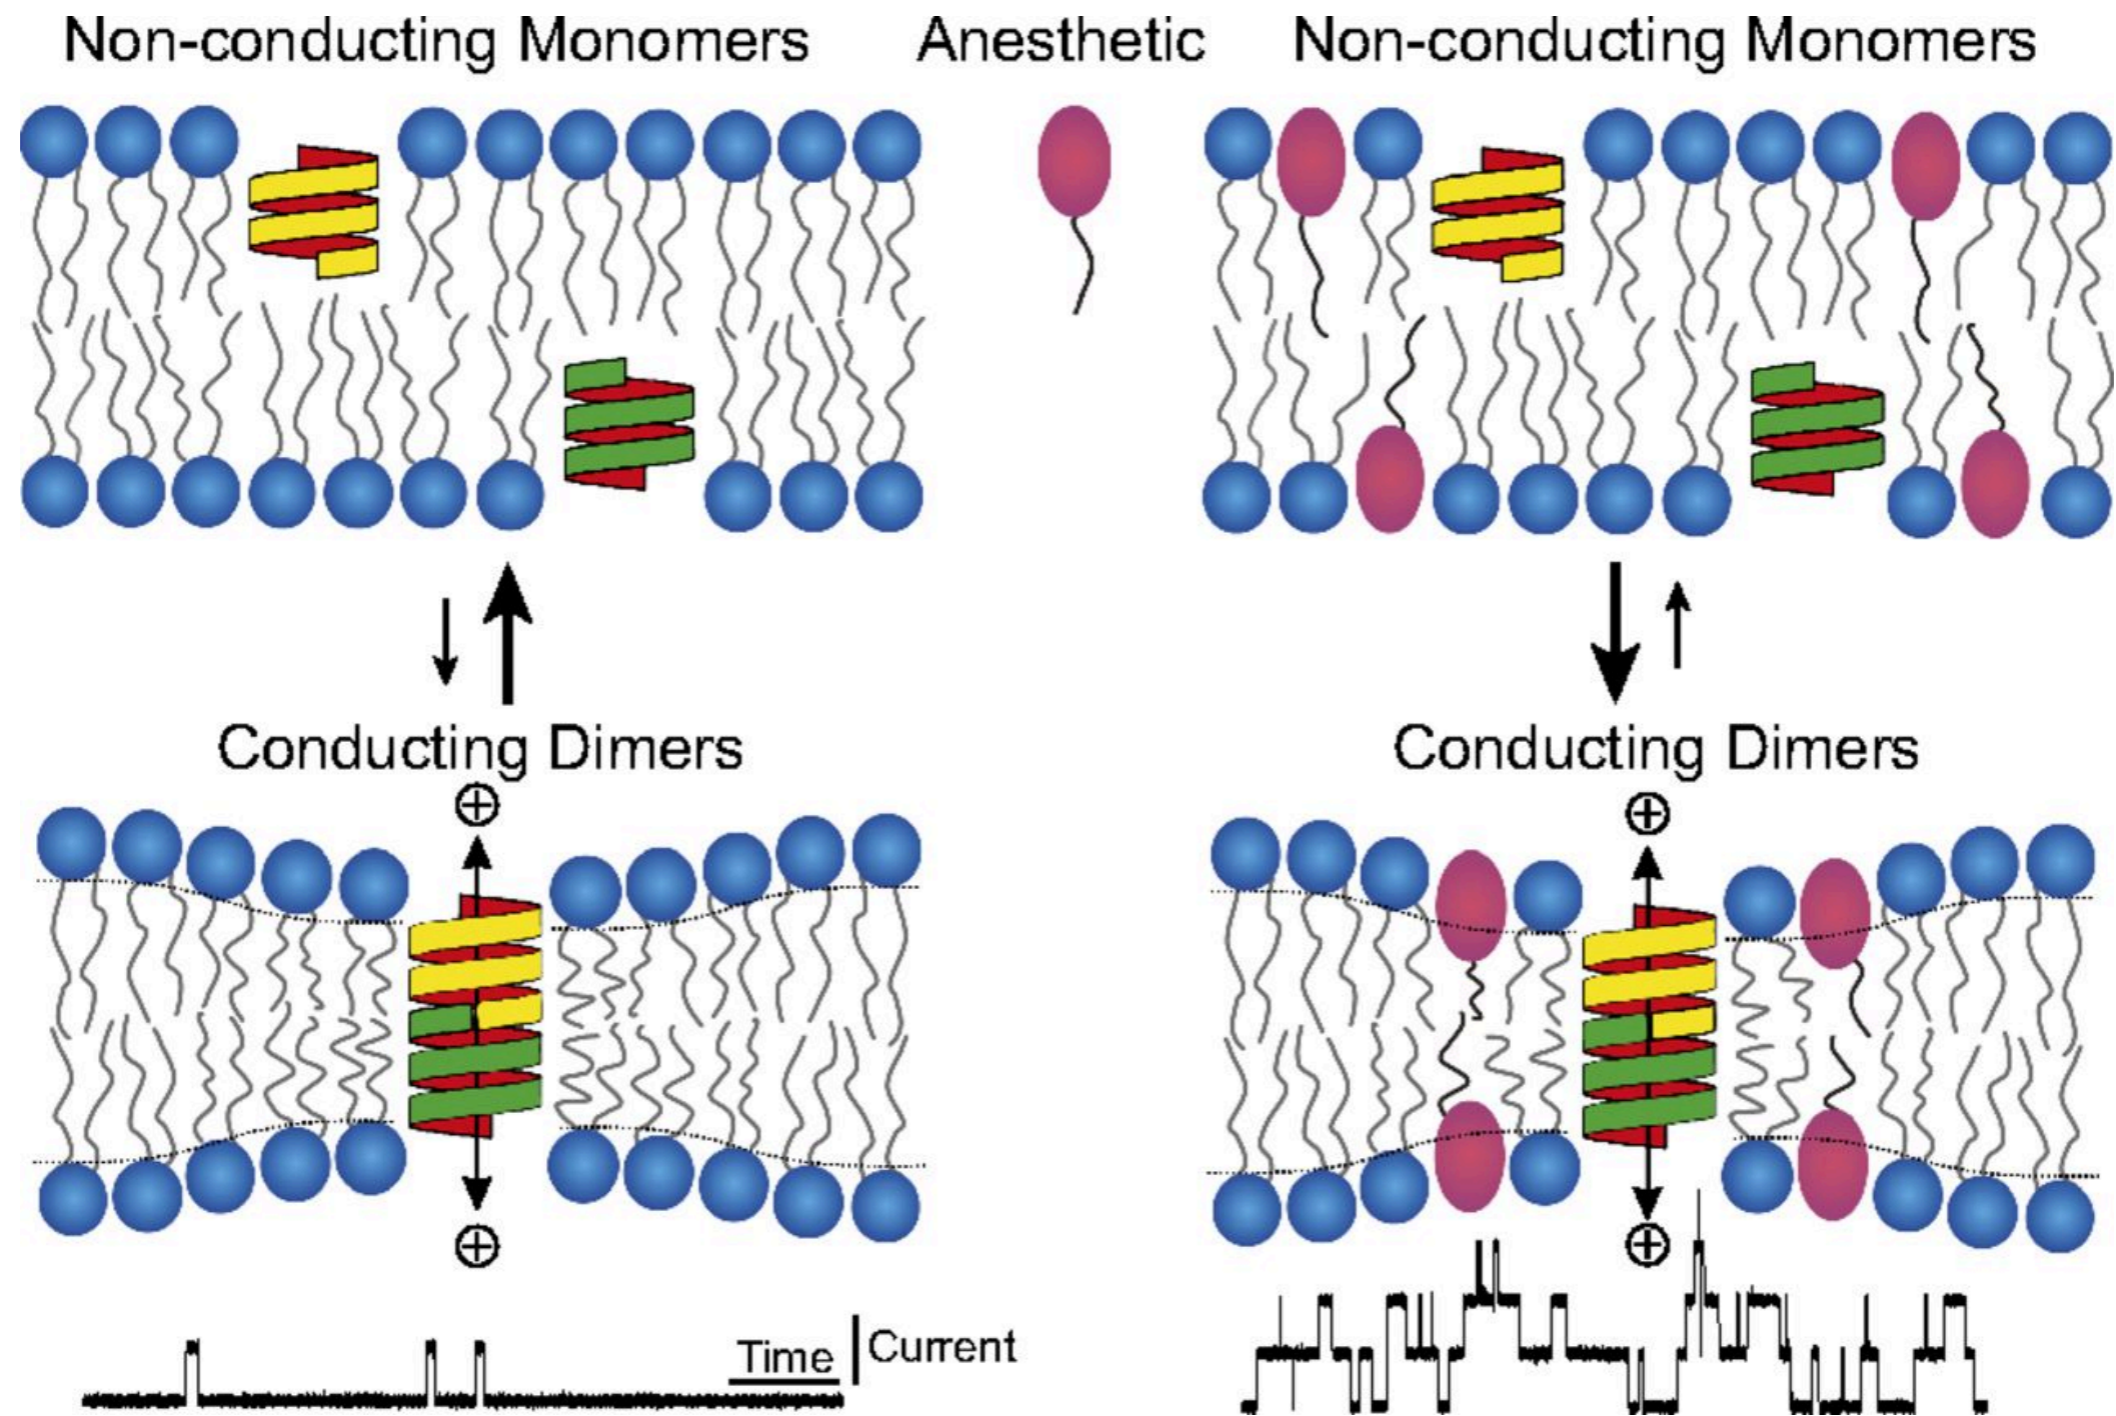 Non-conducting Monomers
Anesthetic
Non-conducting Monomers
Conducting Dimers
Conducting Dimers
+
+
+
+
Time
Current